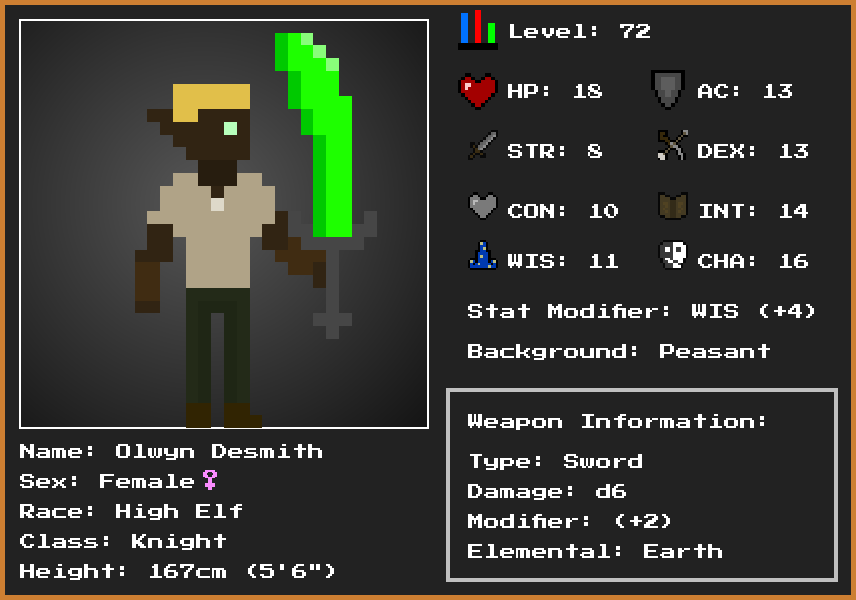 Level: 72
HP: 18
AC: 13
STR: 8
DEX: 13
CON: 10
INT: 14
WIS: 11
CHA: 16
Stat Modifier: WIS (+4)
Background: Peasant
Weapon Information:
Type: Sword
Damage: d6
Modifier: (+2)
Elemental: Earth
Name: Olwyn Desmith
Sex: Female♀
Race: High Elf
Class: Knight
Height: 167cm (5'6")